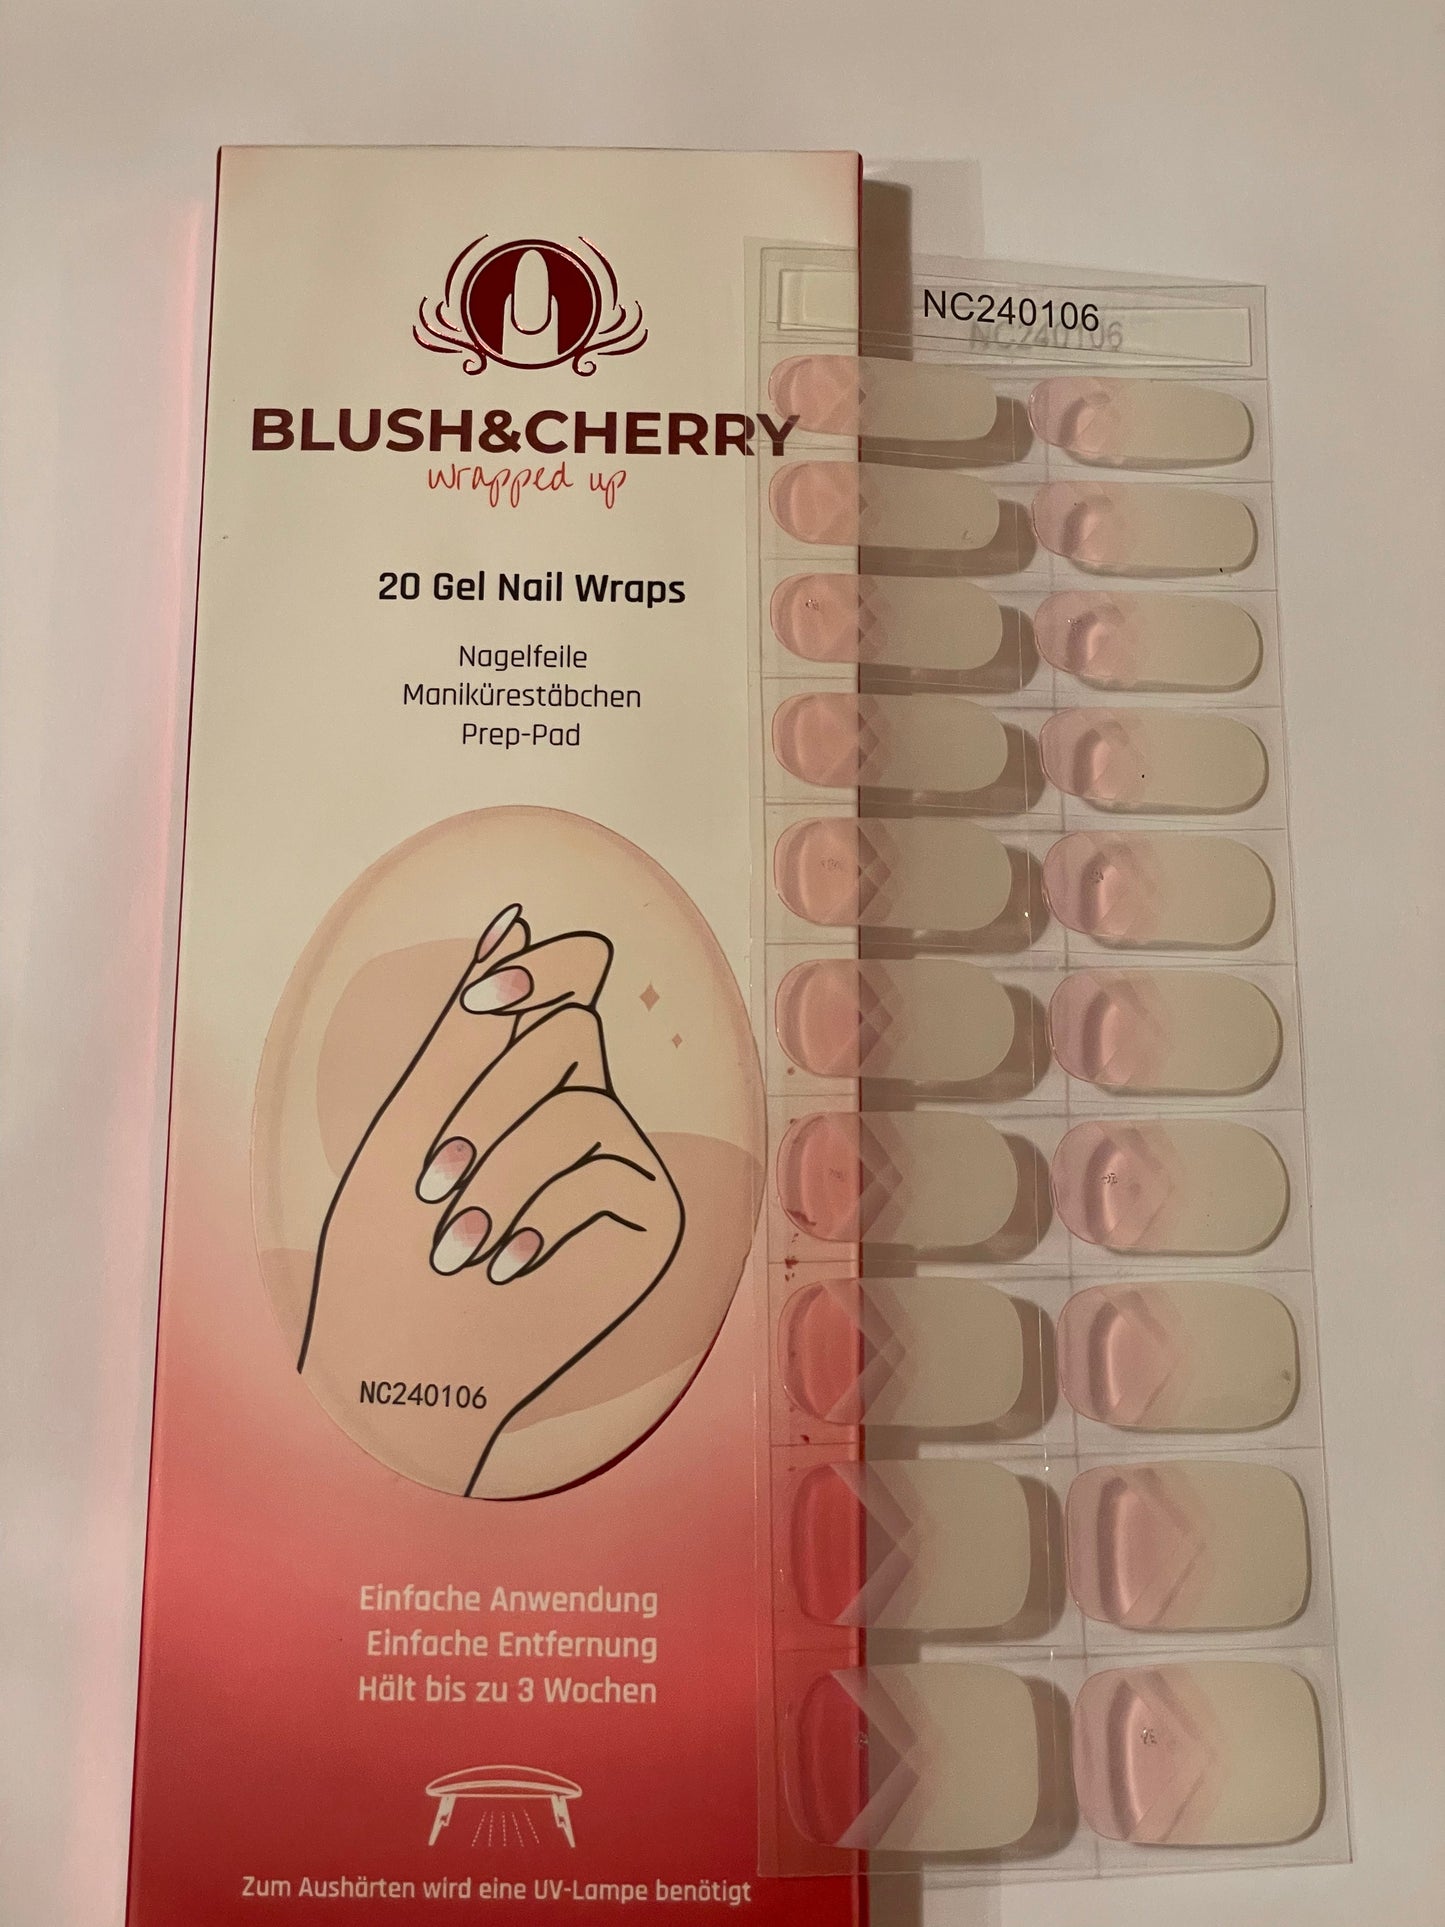 BLUSH&CHERRY
wrapped up
20 Gel Nail Wraps
Nagelfeile
Manikürestäbchen
Prep-Pad
NC240106
Einfache Anwendung
Einfache Entfernung
Hält bis zu 3 Wochen
Zum Aushärten wird eine UV-Lampe benötigt
NC240106